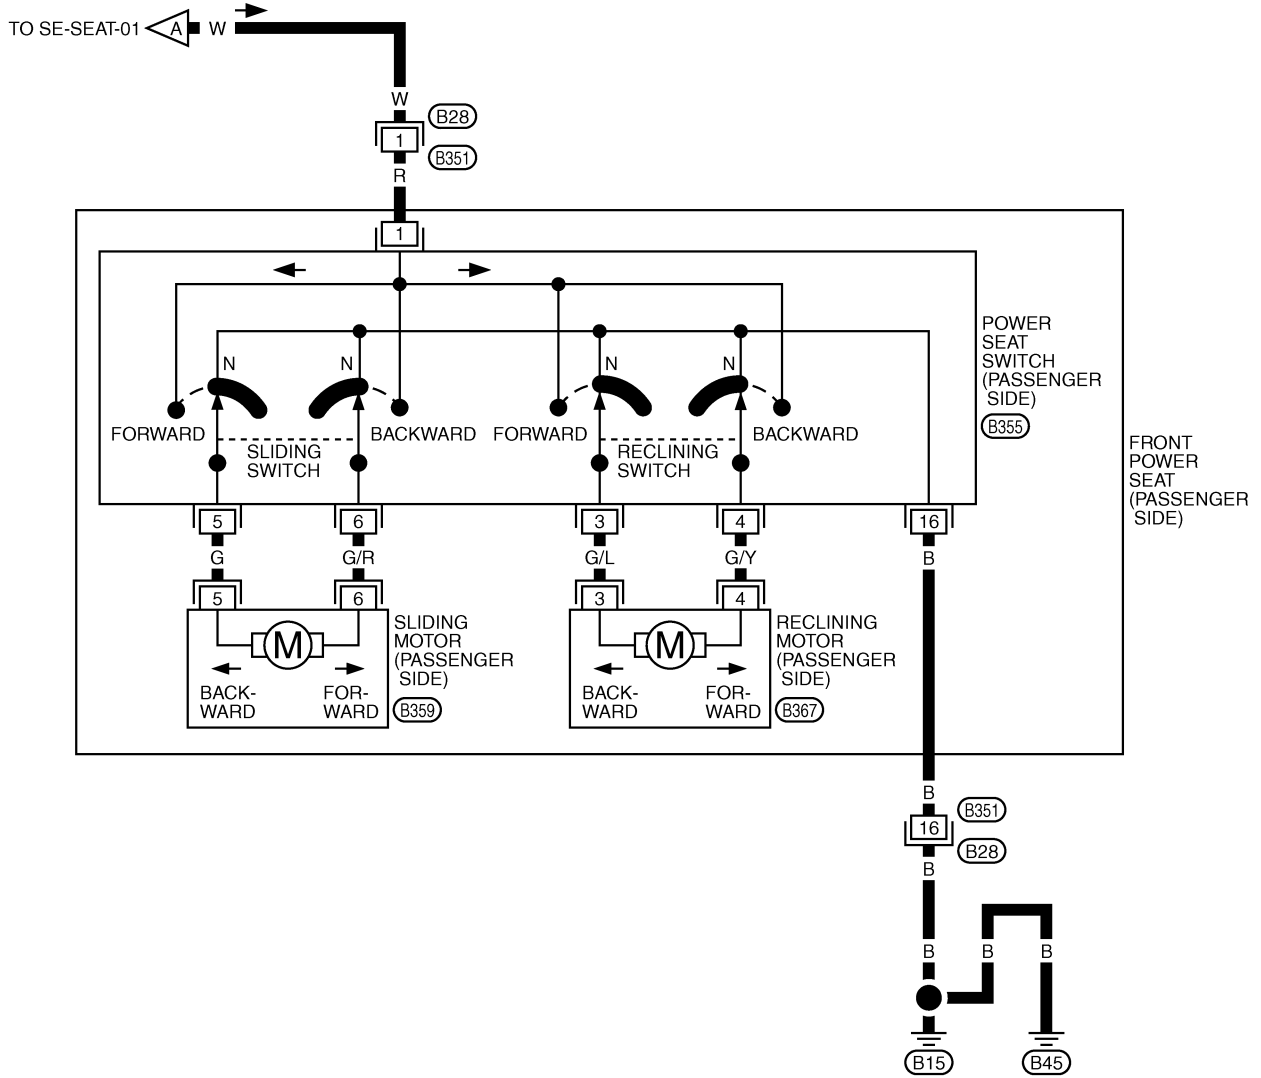 TO SE-SEAT-01
A
W
W
B28
1
B351
R
1
N
N
N
N
FORWARD
BACKWARD
FORWARD
BACKWARD
SLIDING
SWITCH
RECLINING
SWITCH
POWER
SEAT
SWITCH
(PASSENGER
SIDE)
B355
FRONT
POWER
SEAT
(PASSENGER
SIDE)
5
6
3
4
16
G
G/R
G/L
G/Y
B
5
6
3
4
M
BACK-
WARD
FOR-
WARD
SLIDING
MOTOR
(PASSENGER
SIDE)
B359
M
BACK-
WARD
FOR-
WARD
RECLINING
MOTOR
(PASSENGER
SIDE)
B367
B
B351
16
B28
B
B
B
B
B15
B45